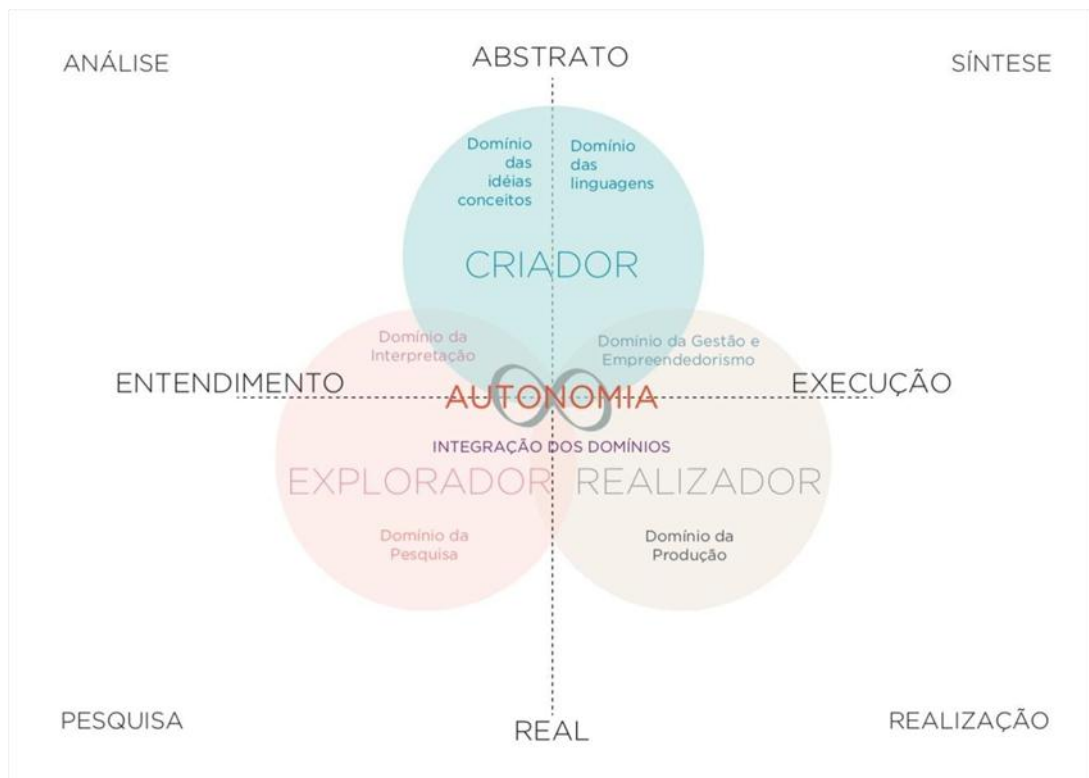 ANÁLISE
ABSTRATO
SÍNTESE
Domínio
das
idéias
conceitos
Domínio
das
linguagens
CRIADOR
Domínio da
Interpretação
Domínio da Gestão e
Empreendedorismo
ENTENDIMENTO
AUTONOMIA
EXECUÇÃO
INTEGRAÇÃO DOS DOMÍNIOS
EXPLORADOR
REALIZADOR
Domínio da
Pesquisa
Domínio da
Produção
PESQUISA
REAL
REALIZAÇÃO